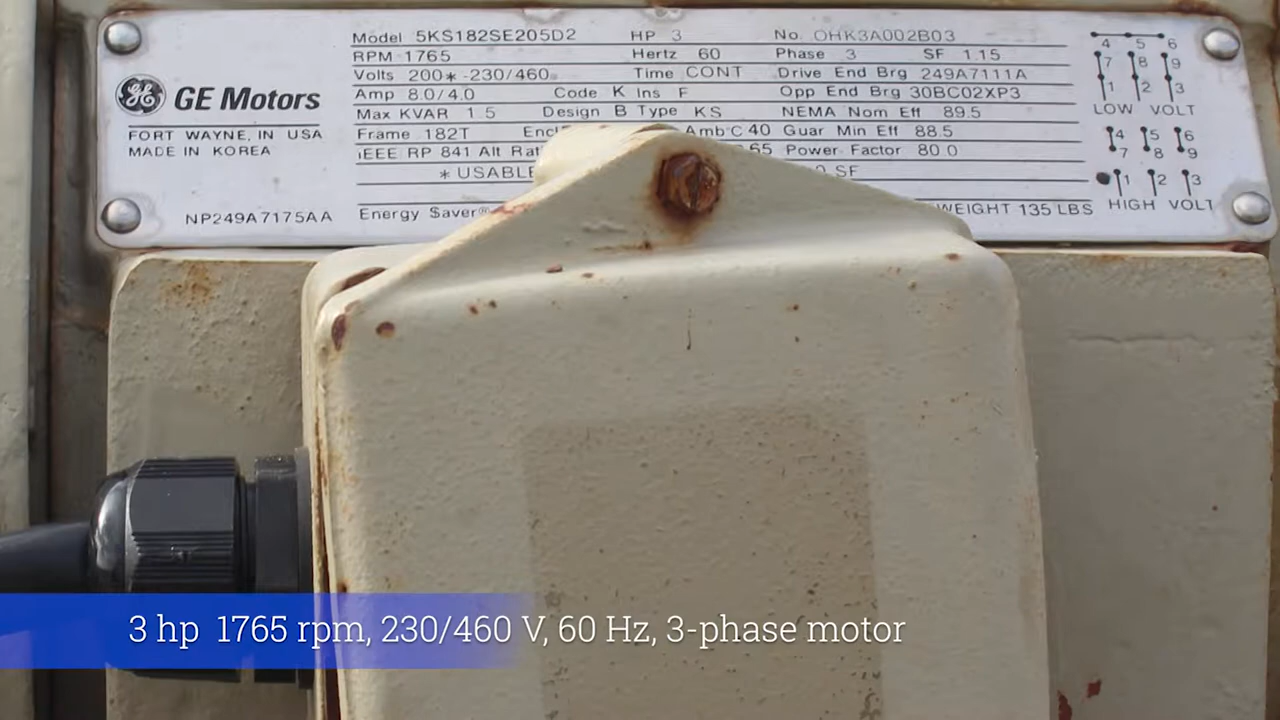 Model 5KS182SE205D2 HP 3 No. OHK3A002B03
RPM 1765 Hertz 60 Phase 3 SF 1.15
Volts 200* -230/460 Time CONT Drive End Brg 249A7111A
Amp 8.0/4.0 Code K Ins F Opp End Brg 30BC02XP3
Max KVAR 1.5 Design B Type KS NEMA Nom Eff 89.5
Frame 182T Amb C 40 Guar Min Eff 88.5
IEEE RP 841 Alt 65 Power Factor 80 0
* USABLE SF
Energy $aver® WEIGHT 135 LBS
GE GE Motors
FORT WAYNE, IN USA
MADE IN KOREA
NP249A7175AA
4 5 6
7 8 9
1 2 3
LOW VOLT
4 5 6
7 8 9
1 2 3
HIGH VOLT
3 hp 1765 rpm, 230/460 V, 60 Hz, 3-phase motor